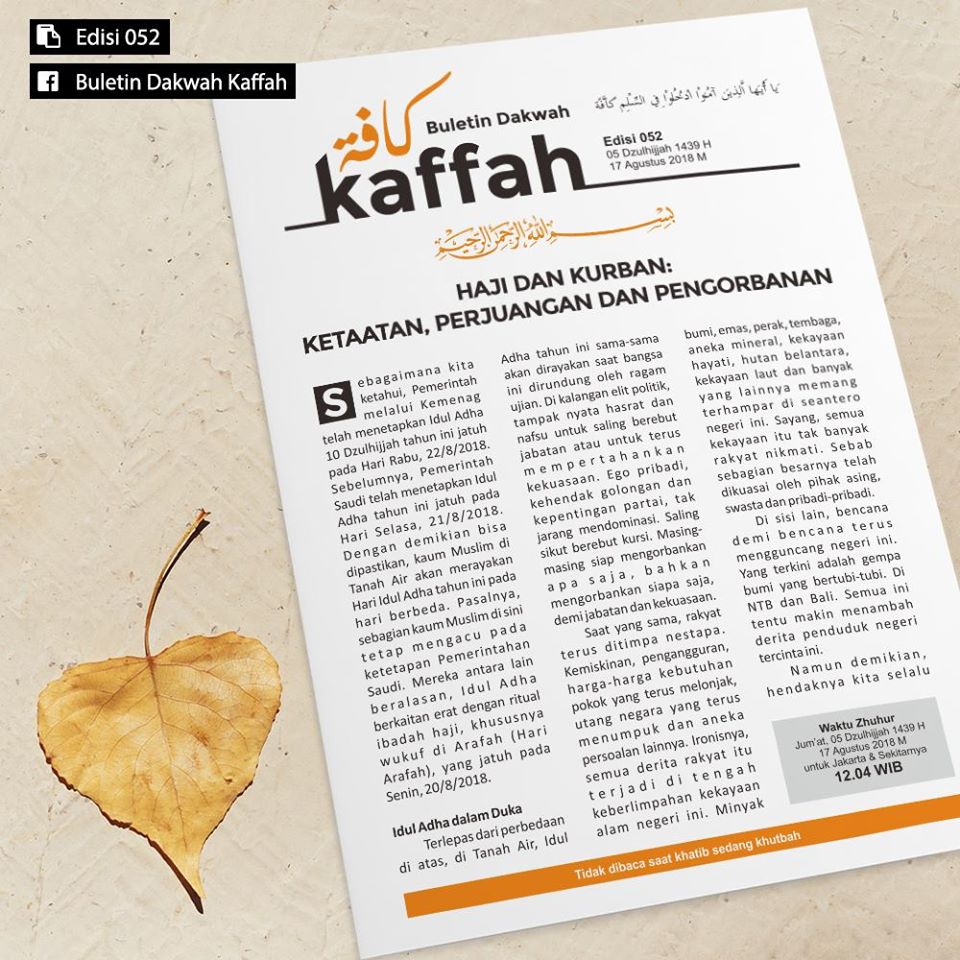 Edisi 052
Buletin Dakwah Kaffah
كافة
Buletin Dakwah
kaffah
يَا أَيُّهَا الَّذِينَ آمَنُوا ادْخُلُوا فِي السِّلْمِ كَافَّةً
Edisi 052
05 Dzulhijjah 1439 H
17 Agustus 2018 M
بِسْمِ اللهِ الرَّحْمَنِ الرَّحِيْمِ
HAJI DAN KURBAN:
KETAATAN, PERJUANGAN DAN PENGORBANAN
Sebagaimana kita
ketahui, Pemerintah
melalui Kemenag
telah menetapkan Idul Adha
10 Dzulhijjah tahun ini jatuh
pada Hari Rabu, 22/8/2018.
Sebelumnya, Pemerintah
Saudi telah menetapkan Idul
Adha tahun ini jatuh pada
Hari Selasa, 21/8/2018.
Dengan demikian bisa
dipastikan, kaum Muslim di
Tanah Air akan merayakan
Hari Idul Adha tahun ini pada
hari berbeda. Pasalnya,
sebagian kaum Muslim di sini
tetap mengacu pada
ketetapan Pemerintahan
Saudi. Mereka antara lain
beralasan, Idul Adha
berkaitan erat dengan ritual
ibadah haji, khususnya
wukuf di Arafah (Hari
Arafah), yang jatuh pada
Senin, 20/8/2018.
Idul Adha dalam Duka
Terlepas dari perbedaan
di atas, di Tanah Air, Idul
Adha tahun ini sama-sama
akan dirayakan saat bangsa
ini dirundung oleh ragam
ujian. Di kalangan elit politik,
tampak nyata hasrat dan
nafsu untuk saling berebut
jabatan atau untuk terus
mempertahankan
kekuasaan. Ego pribadi,
kehendak golongan dan
kepentingan partai, tak
jarang mendominasi. Saling
sikut berebut kursi. Masing-
masing siap mengorbankan
apa saja, bahkan
mengorbankan siapa saja,
demi jabatan dan kekuasaan.
Saat yang sama, rakyat
terus ditimpa nestapa.
Kemiskinan, pengangguran,
harga-harga kebutuhan
pokok yang terus melonjak,
utang negara yang terus
menumpuk dan aneka
persoalan lainnya. Ironisnya,
semua derita rakyat itu
terjadi di tengah
keberlimpahan kekayaan
alam negeri ini. Minyak
bumi, emas, perak, tembaga,
aneka mineral, kekayaan
hayati, hutan belantara,
kekayaan laut dan banyak
yang lainnya memang
terhampar di seantero
negeri ini. Sayang, semua
kekayaan itu tak banyak
rakyat nikmati. Sebab
sebagian besarnya telah
dikuasai oleh pihak asing,
swasta dan pribadi-pribadi.
Di sisi lain, bencana
demi bencana terus
mengguncang negeri ini.
Yang terkini adalah gempa
bumi yang bertubi-tubi. Di
NTB dan Bali. Semua ini
tentu makin menambah
derita penduduk negeri
tercinta ini.
Namun demikian,
hendaknya kita selalu
Waktu Zhuhur
Jum'at, 05 Dzulhijjah 1439 H
17 Agustus 2018 M
untuk Jakarta & Sekitarnya
12.04 WIB
Tidak dibaca saat khatib sedang khutbah